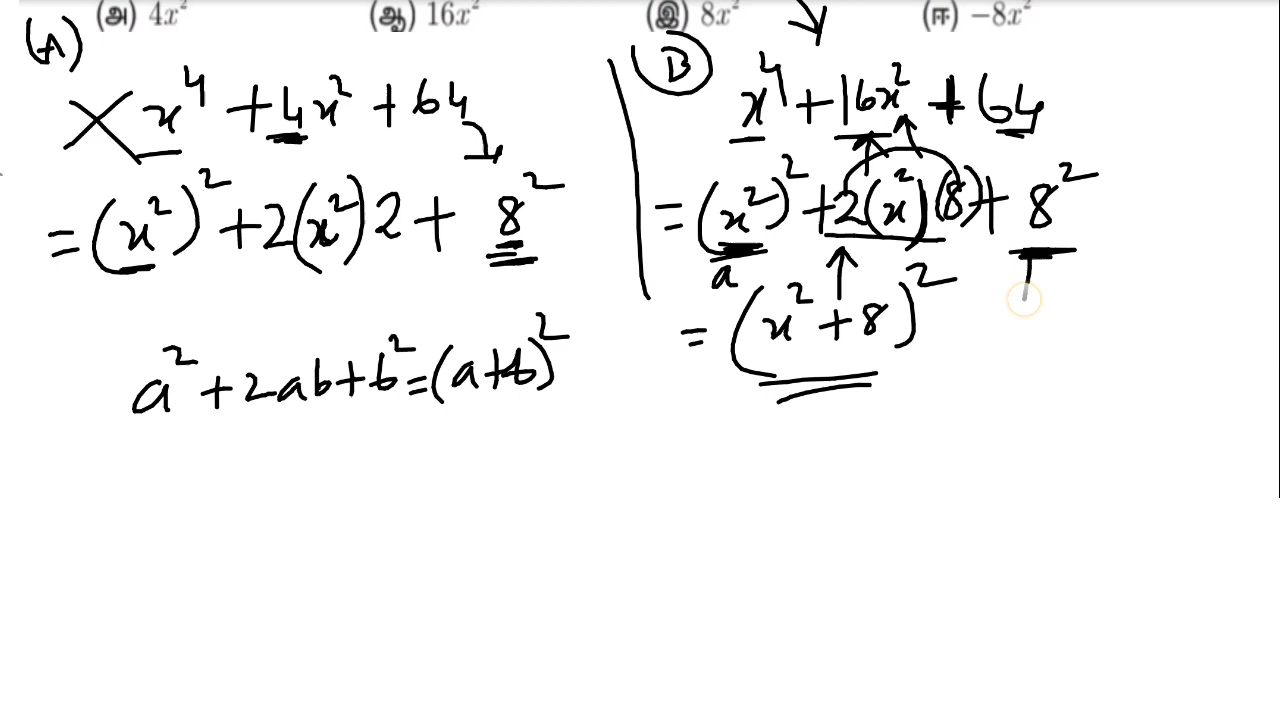 (அ) 4x² (ஆ) 16x² (இ) 8x² (ஈ) −8x²
(A)
x⁴ + 4x² + 64
= (x²)² + 2(x²)2 + 8²
a² + 2ab + b² = (a+b)²
B
x⁴ + 16x² + 64
= (x²)² + 2(x²)(8) + 8²
a
= (x² + 8)²